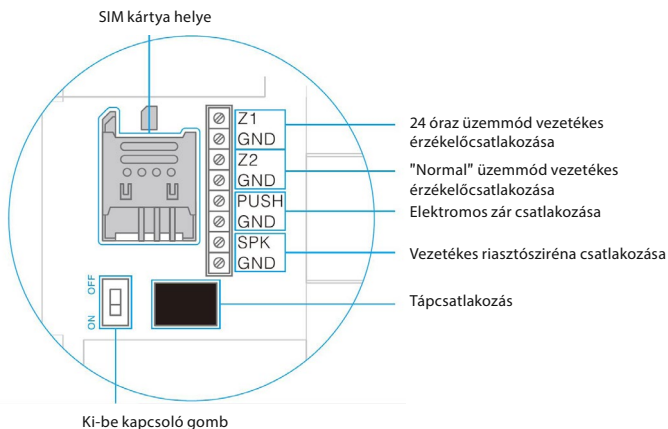 SIM kártya helye
Z1
GND
Z2
GND
PUSH
GND
SPK
GND
24 óraz üzemmód vezetékes
érzékelőcsatlakozása
"Normal" üzemmód vezetékes
érzékelőcsatlakozása
Elektromos zár csatlakozása
Vezetékes riasztósziréna csatlakozása
Tápcsatlakozás
OFF
ON
Ki-be kapcsoló gomb